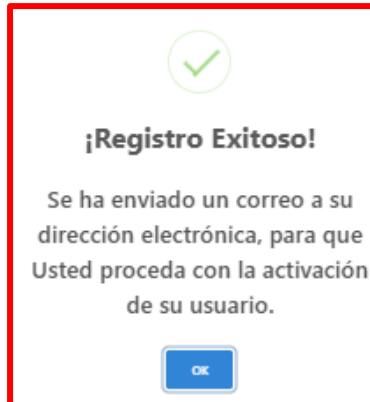 ¡Registro Exitoso!
Se ha enviado un correo a su
dirección electrónica, para que
Usted proceda con la activación
de su usuario.
OK